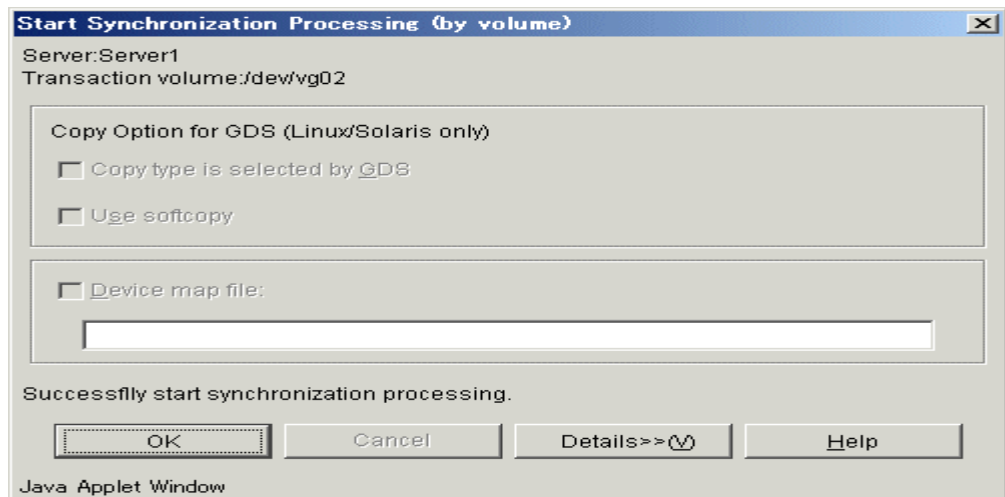 Start Synchronization Processing (by volume)
Server:Server1
Transaction volume:/dev/vg02
Copy Option for GDS (Linux/Solaris only)
Copy type is selected by GDS
Use softcopy
Device map file:
Successflly start synchronization processing.
OK Cancel Details>>(V) Help
Java Applet Window